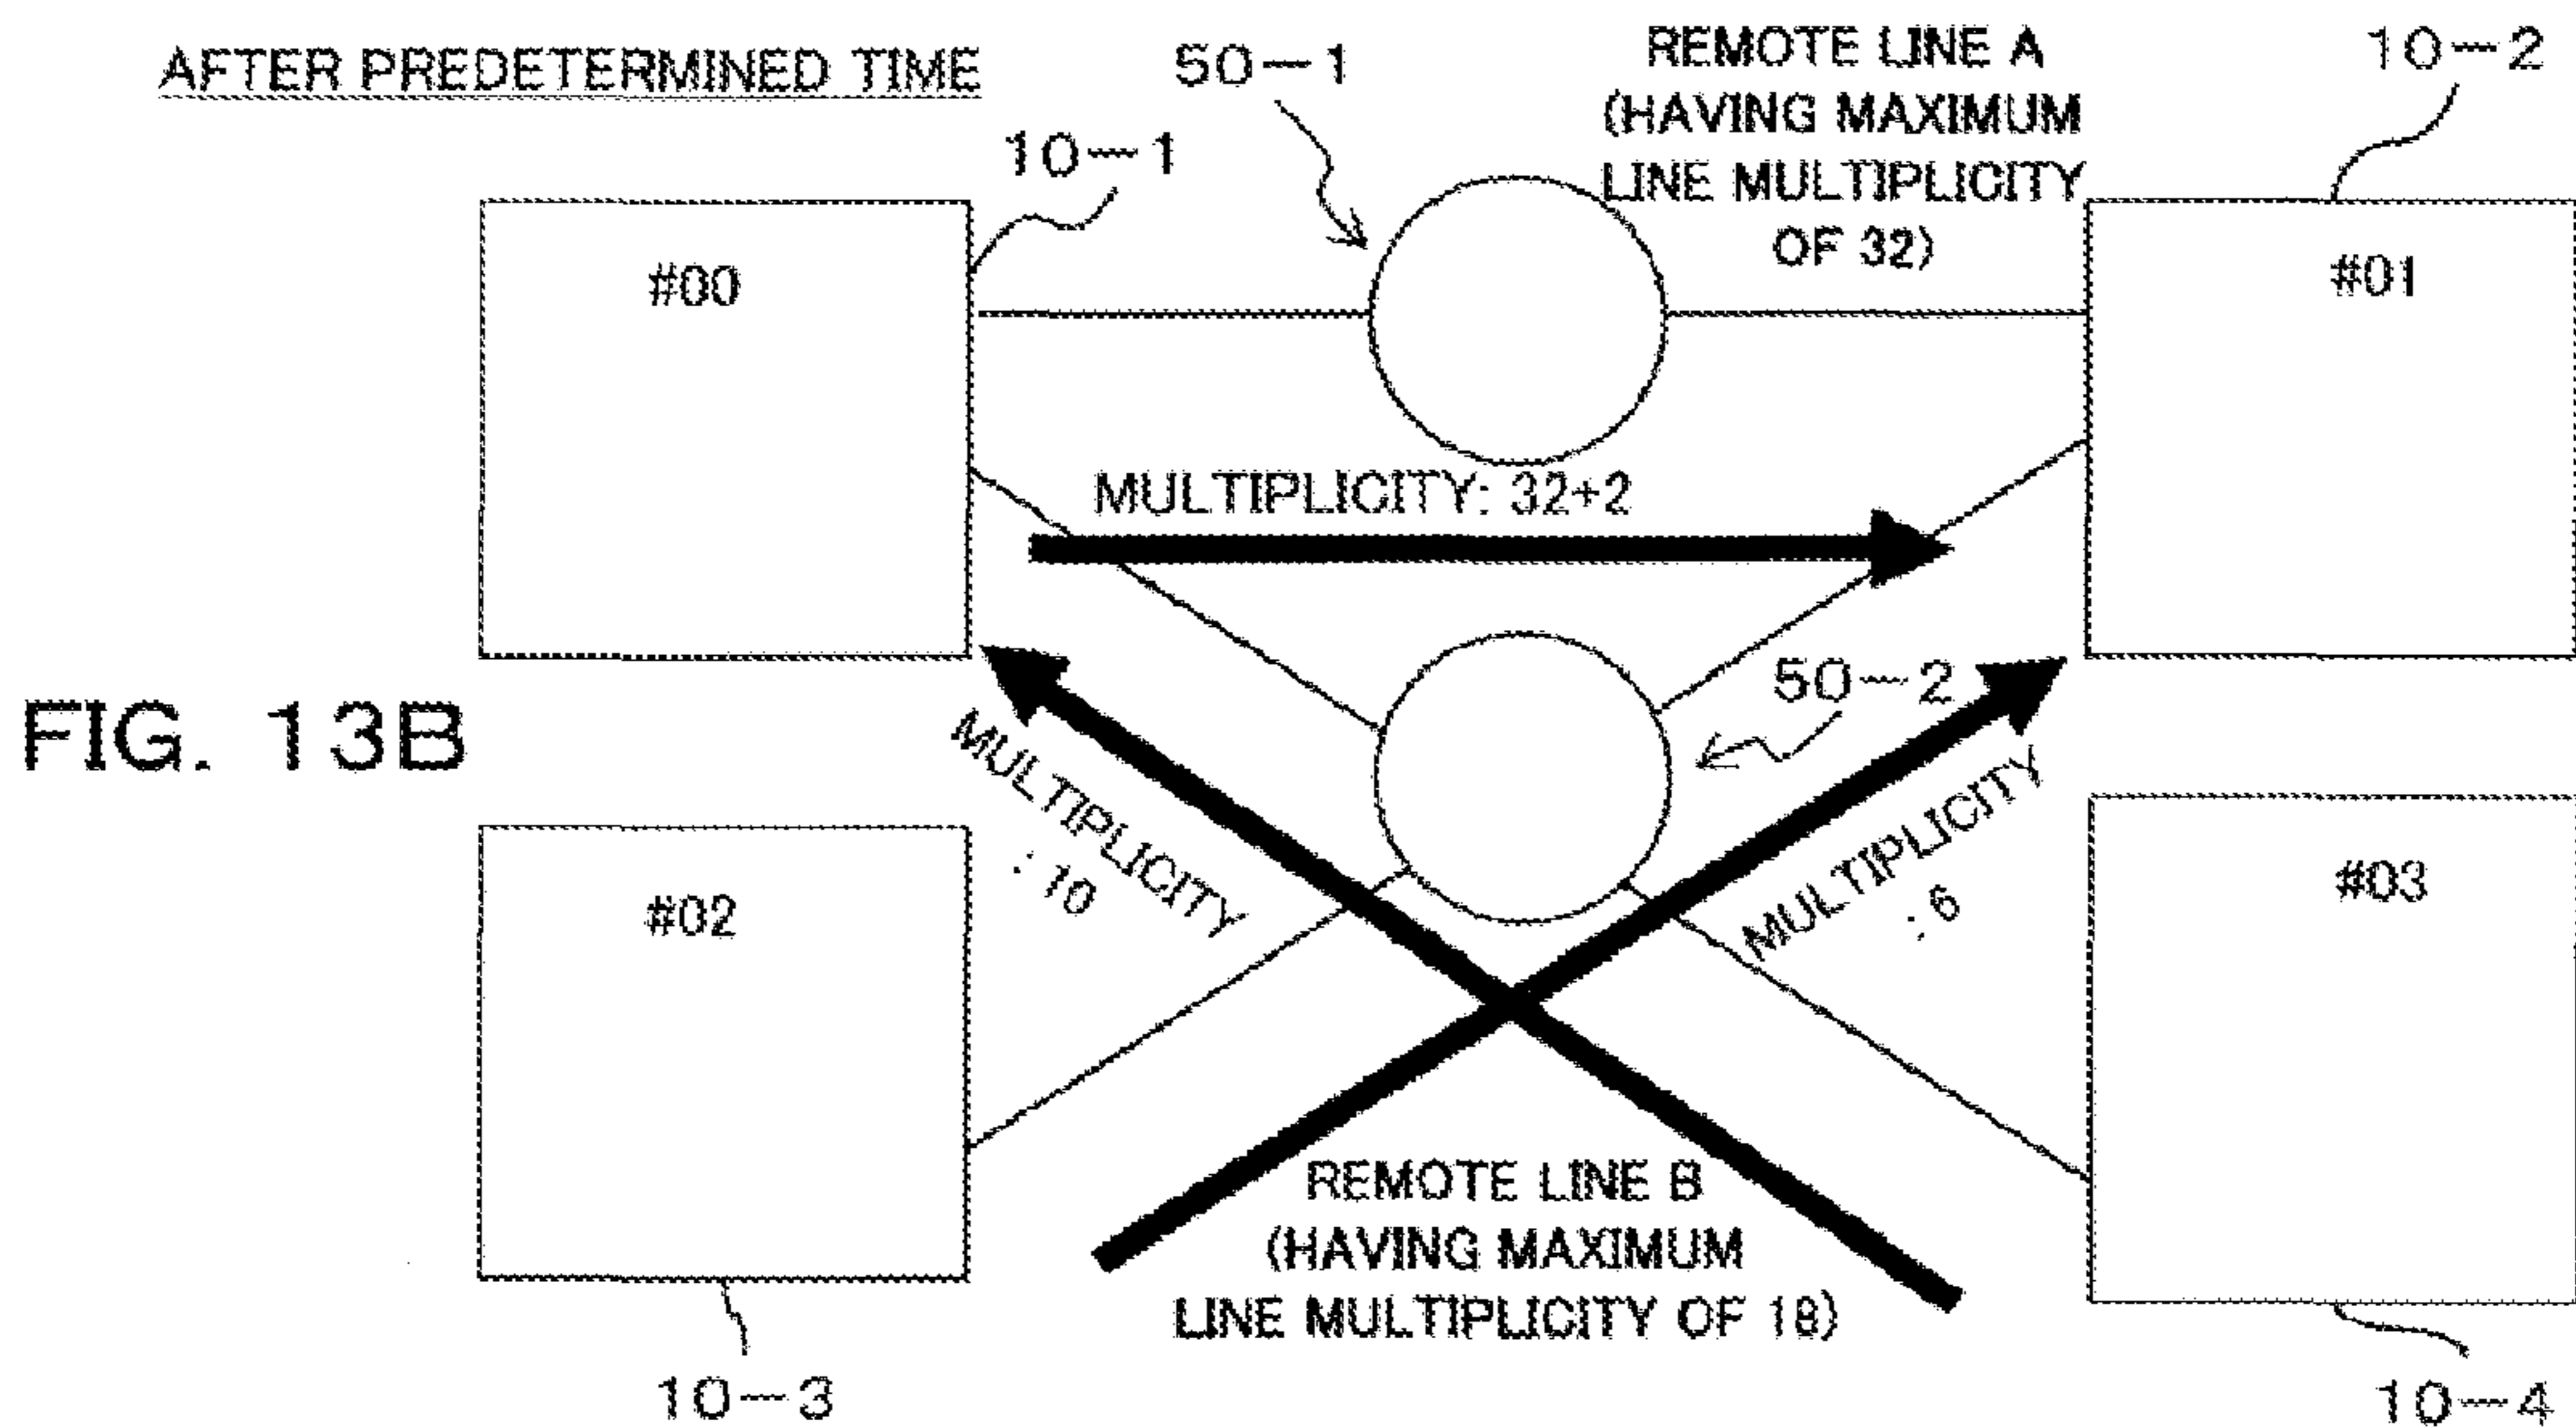 AFTER PREDETERMINED TIME
50-1
REMOTE LINE A
(HAVING MAXIMUM
LINE MULTIPLICITY
OF 32)
10-2
10-1
#00
#01
MULTIPLICITY: 32+2
FIG. 13B
50-2
MULTIPLICITY
: 10
MULTIPLICITY
: 6
#02
#03
REMOTE LINE B
(HAVING MAXIMUM
LINE MULTIPLICITY OF 18)
10-3
10-4